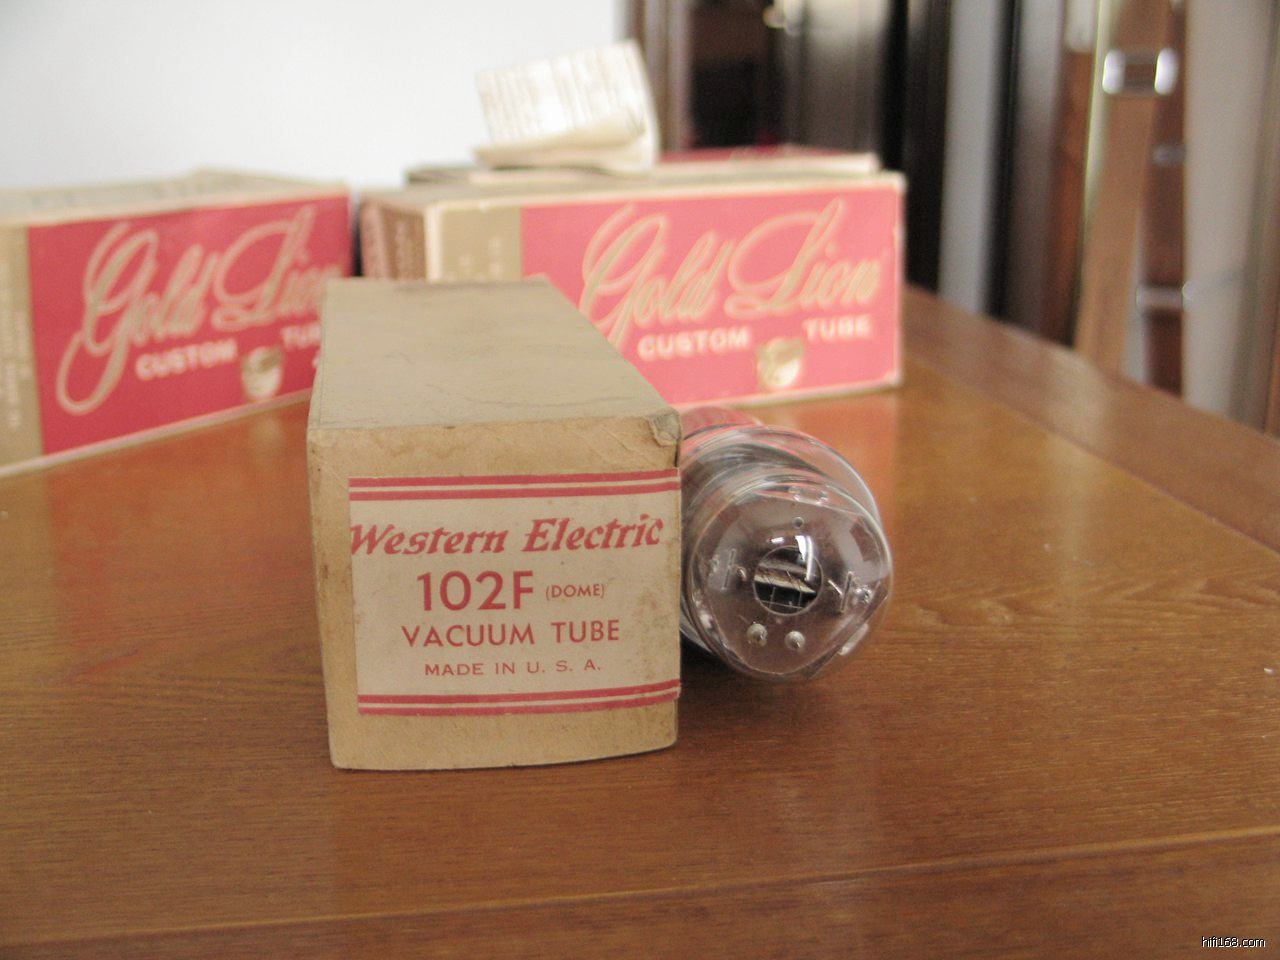 Gold Lion
CUSTOM
Gold Lion
CUSTOM TUBE
Western Electric
102F (DOME)
VACUUM TUBE
MADE IN U. S. A.
hifi168.com